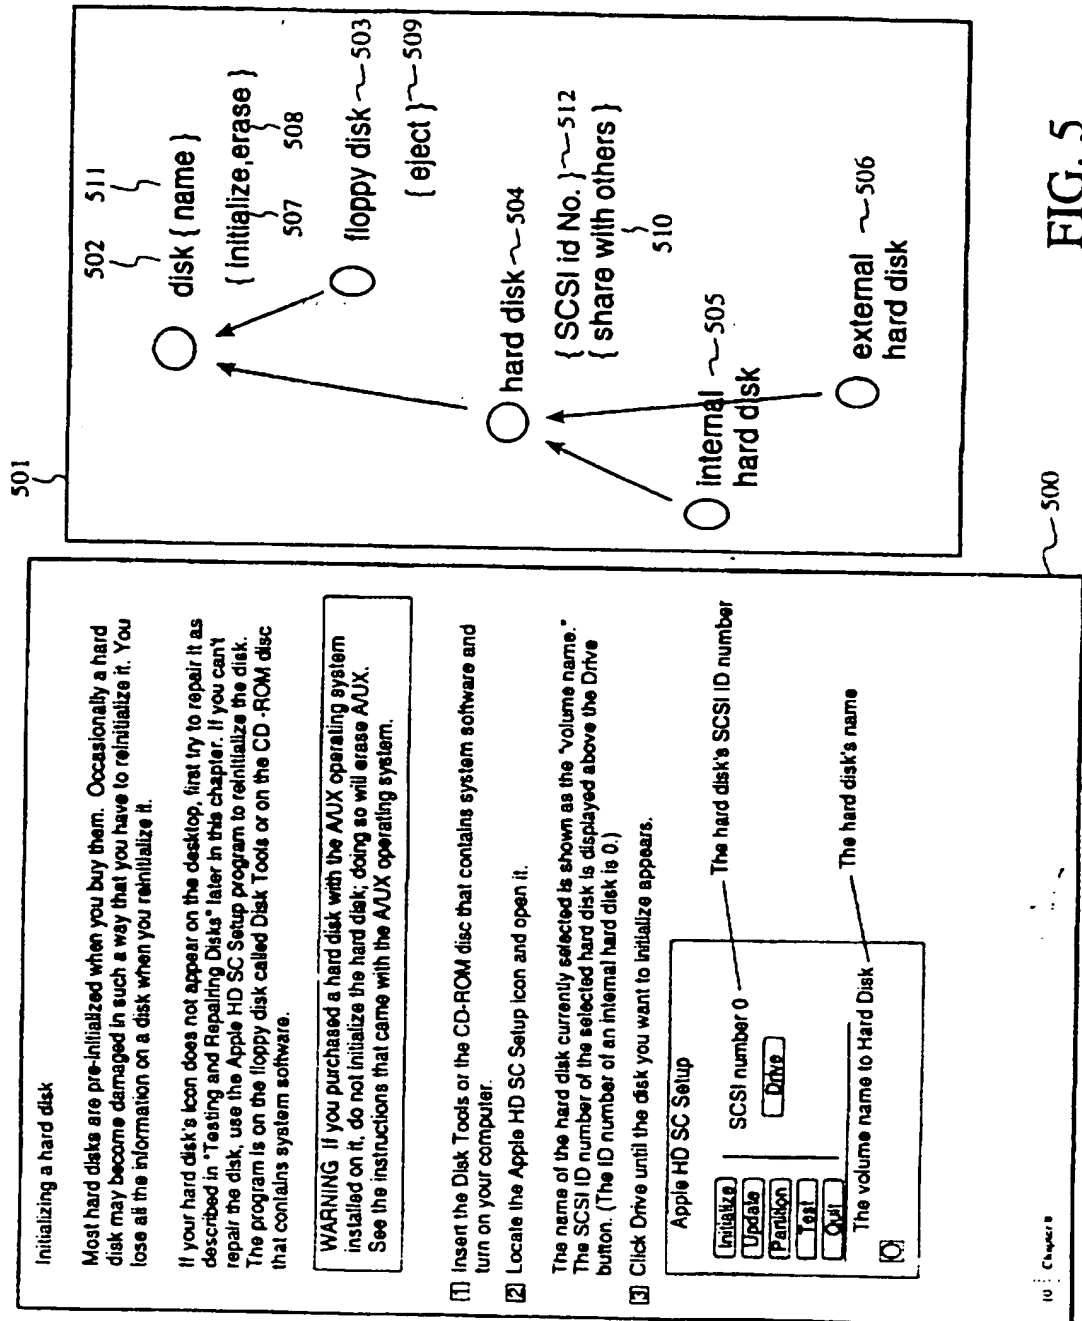 Initializing a hard disk
Most hard disks are pre-initialized when you buy them. Occasionally a hard
disk may become damaged in such a way that you have to reinitialize it. You
lose all the information on a disk when you reinitialize it.
If your hard disk's icon does not appear on the desktop, first try to repair it as
described in "Testing and Repairing Disks" later in this chapter. If you can't
repair the disk, use the Apple HD SC Setup program to reinitialize the disk.
The program is on the floppy disk called Disk Tools or on the CD -ROM disc
that contains system software.
WARNING If you purchased a hard disk with the A/UX operating system
installed on it, do not initialize the hard disk; doing so will erase A/UX.
See the instructions that came with the A/UX operating system.
[1] Insert the Disk Tools or the CD-ROM disc that contains system software and
turn on your computer.
[2] Locate the Apple HD SC Setup icon and open it.
The name of the hard disk currently selected is shown as the "volume name."
The SCSI ID number of the selected hard disk is displayed above the Drive
button. (The ID number of an internal hard disk is 0.)
[3] Click Drive until the disk you want to initialize appears.
Apple HD SC Setup
Initialize
Update
Partition
Test
Quit
SCSI number 0
Drive
The volume name to Hard Disk
The hard disk's SCSI ID number
The hard disk's name
10 Chapter 8
500
501
502
511
disk { name }
{ initialize,erase }
507
508
floppy disk 503
{ eject } 509
hard disk 504
{ SCSI id No. } 512
{ share with others }
510
internal 505
hard disk
external 506
hard disk
FIG. 5